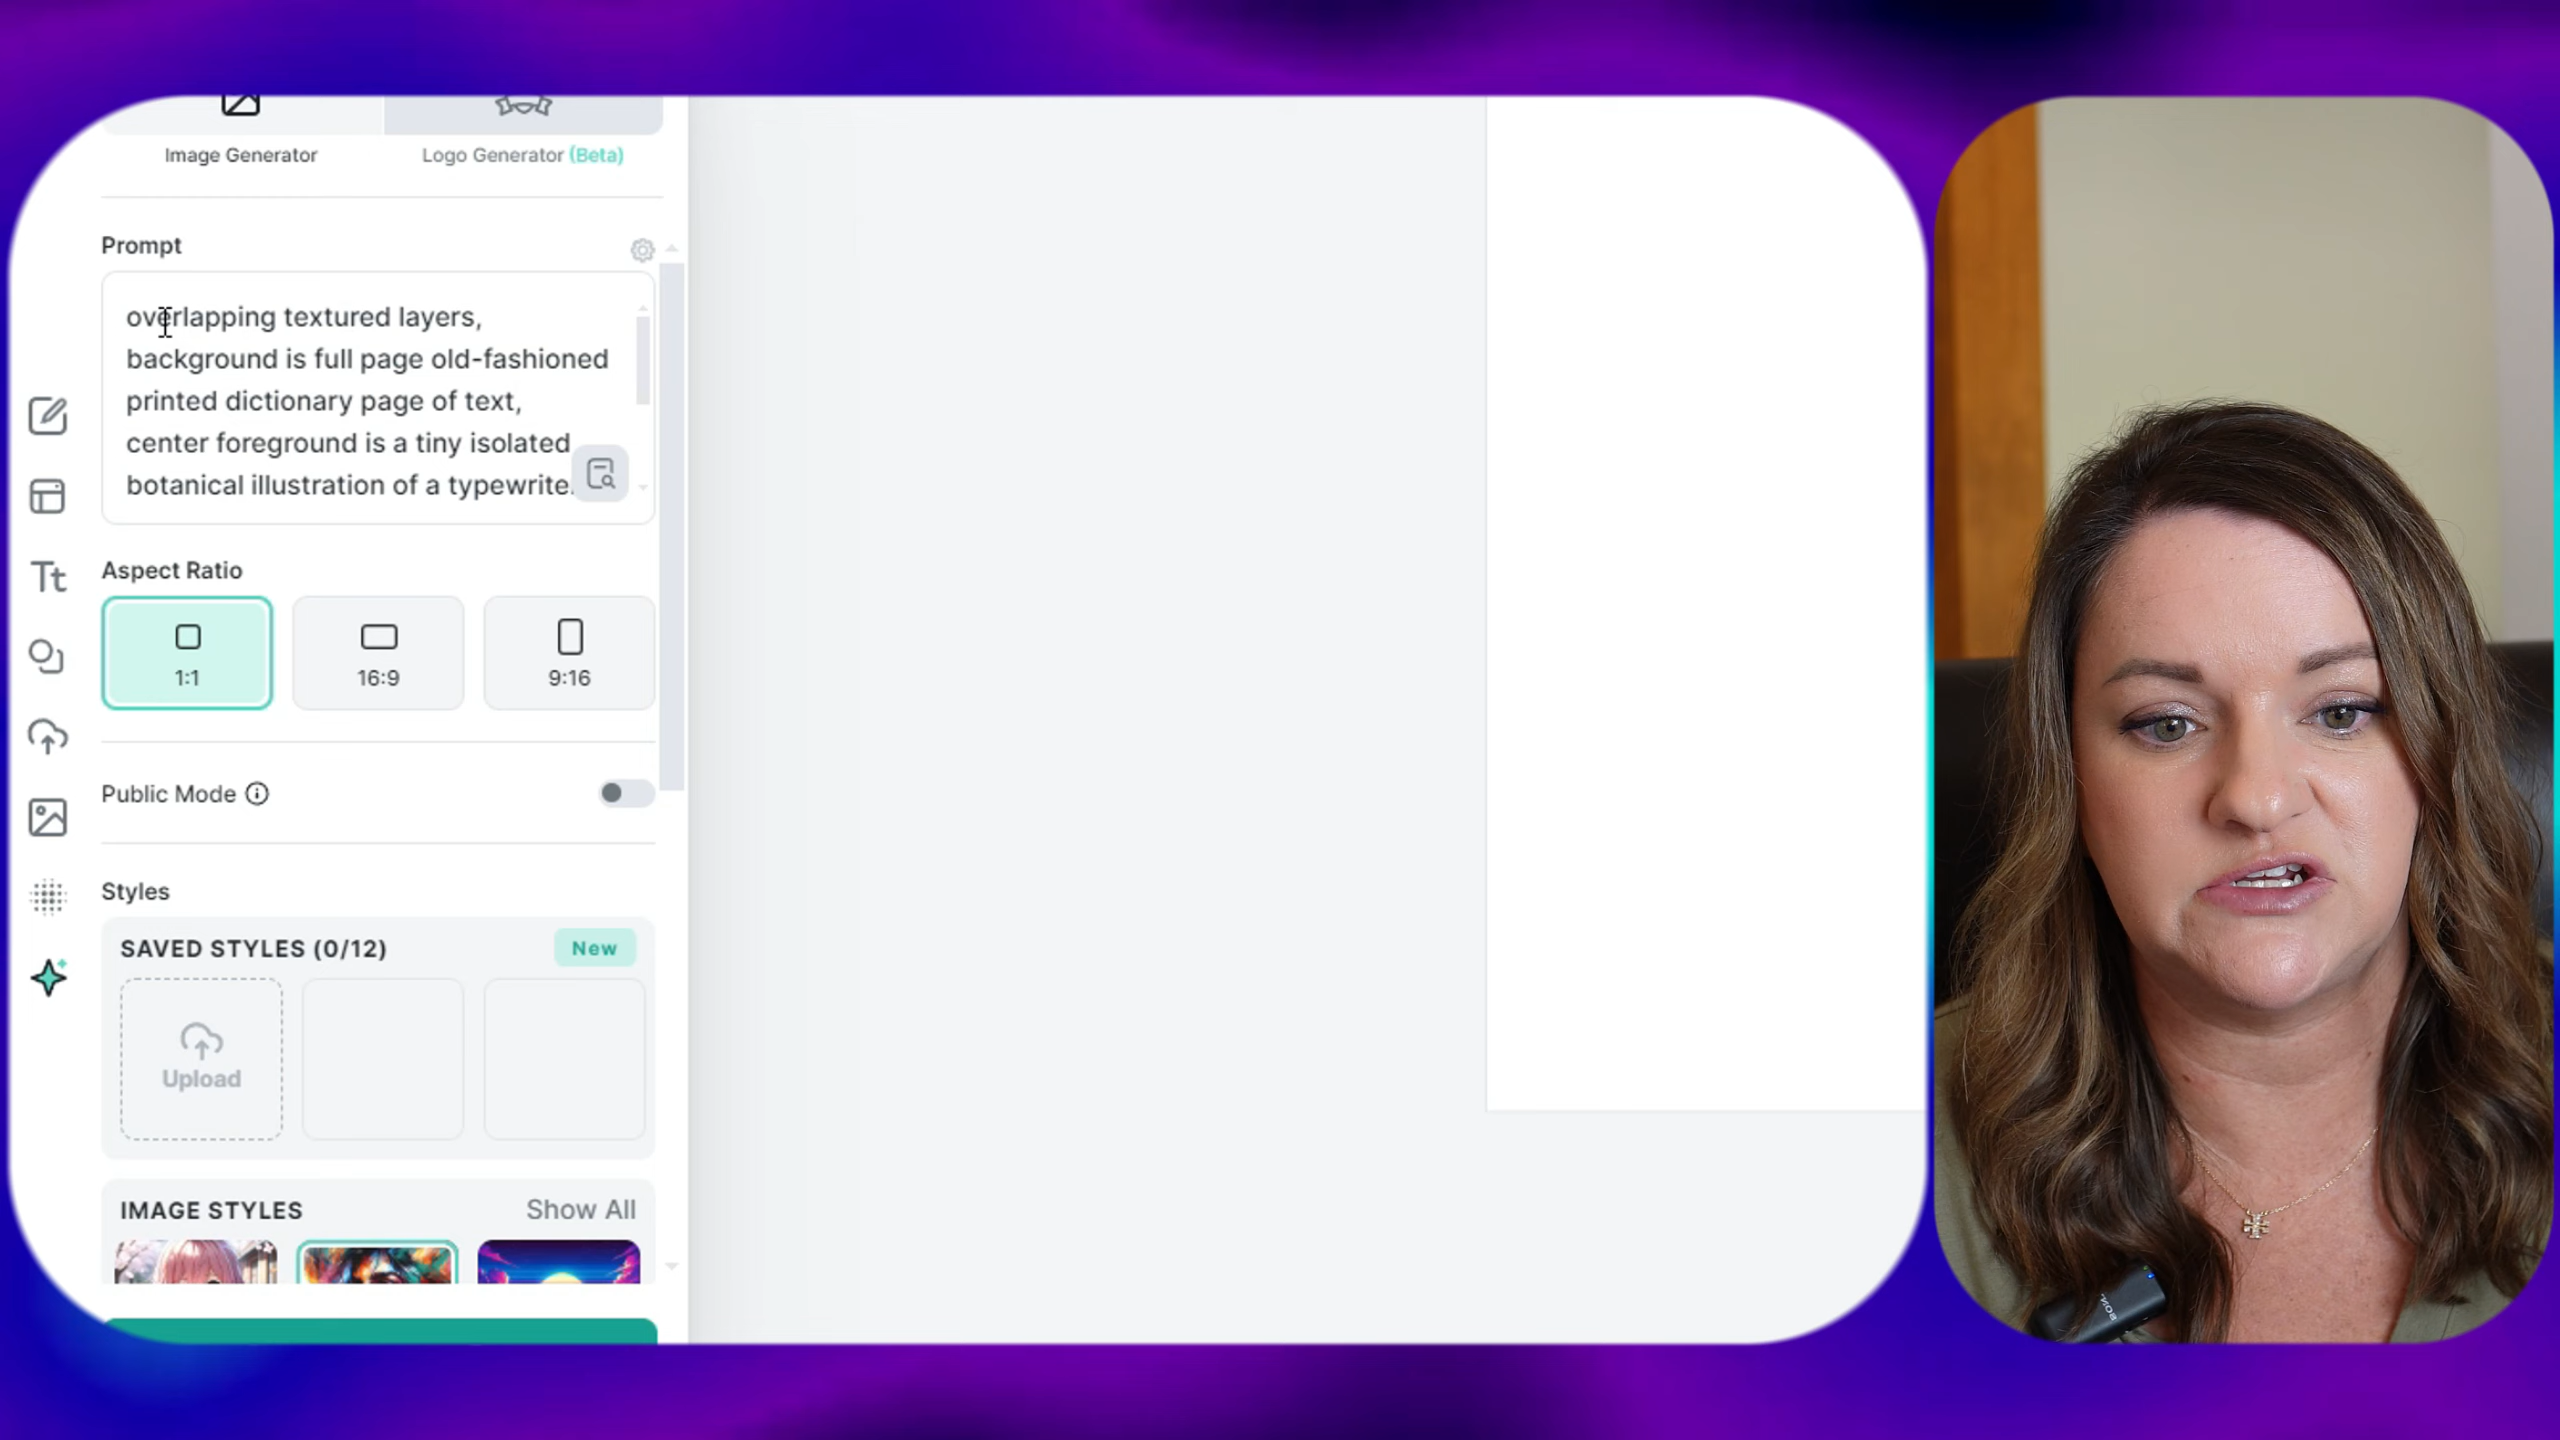 Image Generator
Logo Generator (Beta)
Prompt
overlapping textured layers,
background is full page old-fashioned
printed dictionary page of text,
center foreground is a tiny isolated
botanical illustration of a typewrite
Aspect Ratio
1:1
16:9
9:16
Public Mode
Styles
SAVED STYLES (0/12)
New
Upload
IMAGE STYLES
Show All
Tt